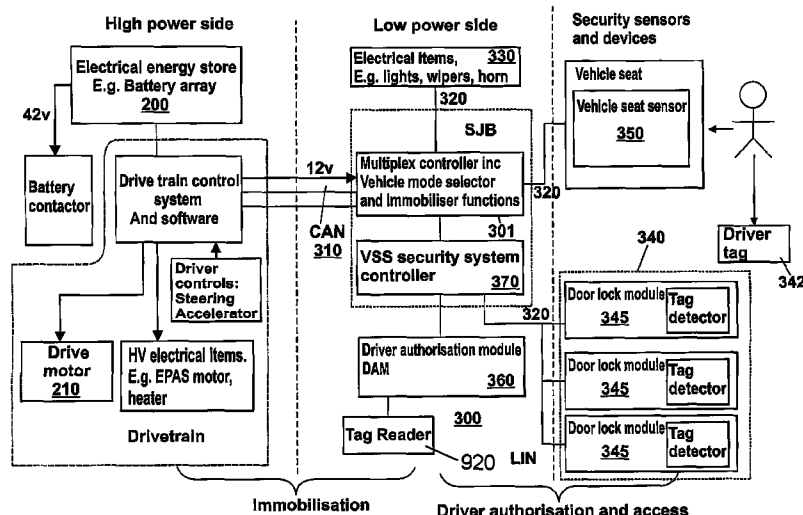 High power side
Low power side
Security sensors
and devices
Electrical energy store
E.g. Battery array
200
42v
Battery
contactor
Drive train control
system
And software
Driver
controls:
Steering
Accelerator
Drive
motor
210
HV electrical items.
E.g. EPAS motor,
heater
Drivetrain
Electrical Items,
E.g. lights, wipers, horn
330
320
SJB
12v
CAN
310
Multiplex controller inc
Vehicle mode selector
and Immobiliser functions
301
VSS security system
controller
370
320
320
Driver authorisation module
DAM
360
300
Tag Reader
920
LIN
Vehicle seat
Vehicle seat sensor
350
Driver
tag
342
340
Door lock module
345
Tag
detector
Door lock module
345
Tag
detector
Door lock module
345
Tag
detector
Immobilisation
Driver authorisation and access